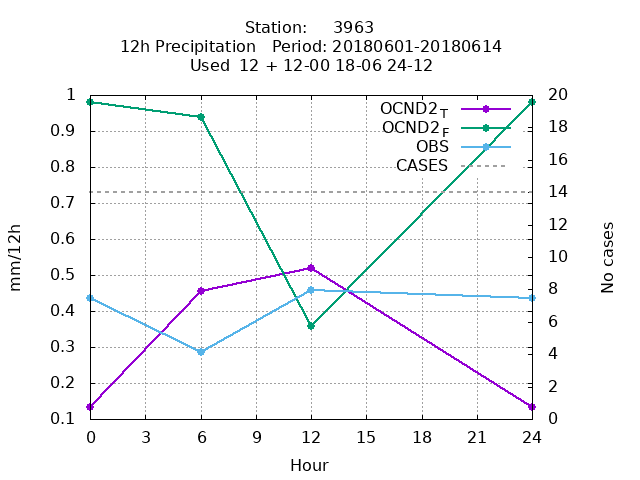 Station: 3963
12h Precipitation Period: 20180601-20180614
Used 12 + 12-00 18-06 24-12
1 20
OCND2T
0.9 18
OCND2F
OBS
0.8 16
CASES
0.7 14
0.6 12
mm/12h
No cases
0.5 10
0.4 8
6
0.3 4
0.2 2
0.1 0
0 3 6 9 12 15 18 21 24
Hour